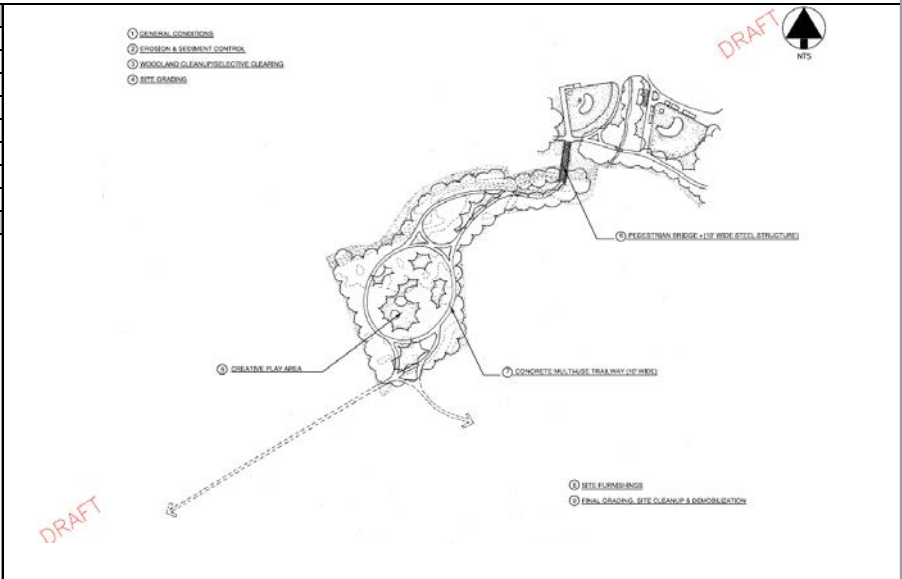 ① GENERAL CONDITIONS
② EROSION & SEDIMENT CONTROL
③ WOODLAND CLEANUP/SELECTIVE CLEARING
④ SITE GRADING
DRAFT
NTS
⑥ PEDESTRIAN BRIDGE - (10' WIDE STEEL STRUCTURE)
⑤ CREATIVE PLAY AREA
⑦ CONCRETE MULTI-USE TRAILWAY (10' WIDE)
⑧ SITE FURNISHINGS
⑨ FINAL GRADING, SITE CLEANUP & DEMOBILIZATION
DRAFT